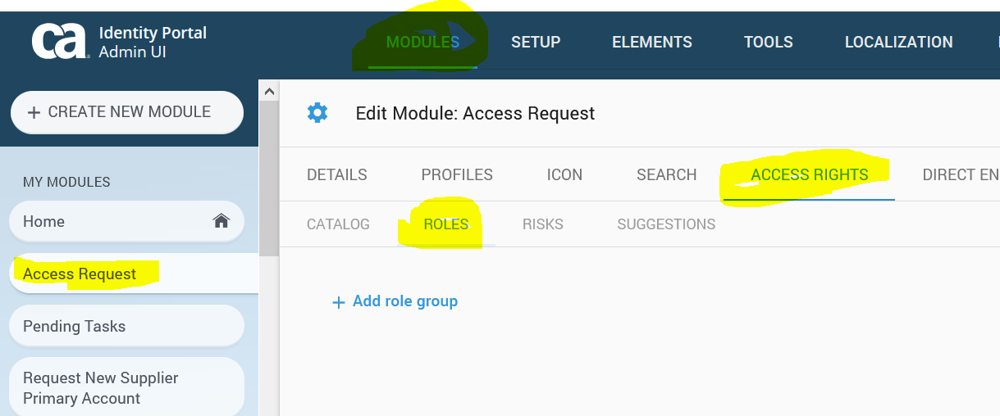 ca Identity Portal
Admin UI
MODULES SETUP ELEMENTS TOOLS LOCALIZATION
+ CREATE NEW MODULE
Edit Module: Access Request
DETAILS PROFILES ICON SEARCH ACCESS RIGHTS DIRECT EN
MY MODULES
CATALOG ROLES RISKS SUGGESTIONS
Home
Access Request
+ Add role group
Pending Tasks
Request New Supplier
Primary Account